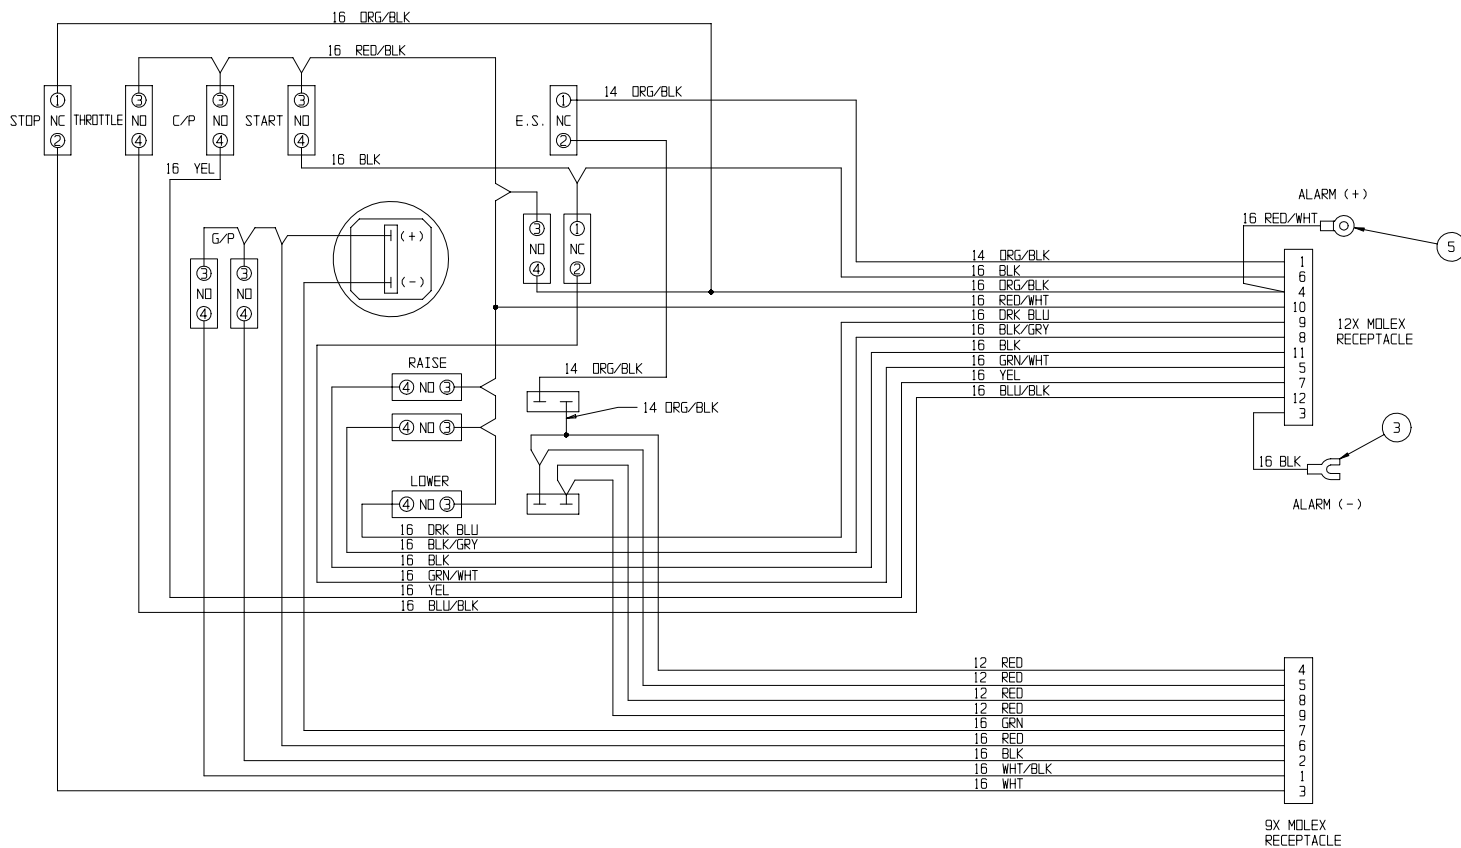 16 ORG/BLK
16 RED/BLK
STOP
1
NC
2
THROTTLE
3
NO
4
C/P
3
NO
4
START
3
NO
4
E.S.
1
NC
2
14 ORG/BLK
16 YEL
16 BLK
G/P
3
NO
4
3
NO
4
(+)
(-)
3
NO
4
1
NC
2
RAISE
4 NO 3
4 NO 3
LOWER
4 NO 3
14 ORG/BLK
14 ORG/BLK
16 DRK BLU
16 BLK/GRY
16 BLK
16 GRN/WHT
16 YEL
16 BLU/BLK
ALARM (+)
16 RED/WHT
5
14 ORG/BLK 1
16 BLK 6
16 ORG/BLK 4
16 RED/WHT 10
16 DRK BLU 9
16 BLK/GRY 8
16 BLK 11
16 GRN/WHT 5
16 YEL 7
16 BLU/BLK 12
3
12X MOLEX
RECEPTACLE
3
16 BLK
ALARM (-)
12 RED 4
12 RED 5
12 RED 8
12 RED 9
16 GRN 7
16 RED 6
16 BLK 2
16 WHT/BLK 1
16 WHT 3
9X MOLEX
RECEPTACLE